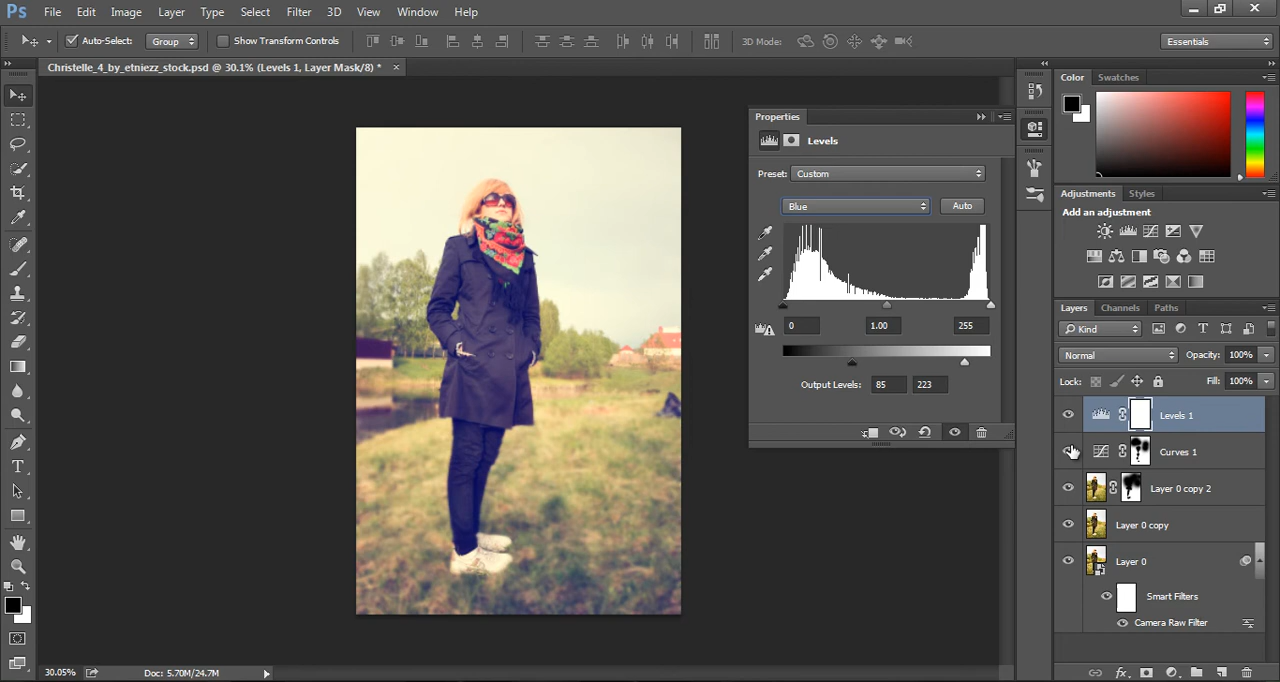 Ps File Edit Image Layer Type Select Filter 3D View Window Help
Auto-Select: Group Show Transform Controls 3D Mode: Essentials
Christelle_4_by_etniezz_stock.psd @ 30.1% (Levels 1, Layer Mask/8) *
Properties
Levels
Preset: Custom
Blue Auto
0 1.00 255
Output Levels: 85 223
Color Swatches
Adjustments Styles
Add an adjustment
Layers Channels Paths
Kind T
Normal Opacity: 100%
Lock: Fill: 100%
Levels 1
Curves 1
Layer 0 copy 2
Layer 0 copy
Layer 0
Smart Filters
Camera Raw Filter
fx
T
30.05% Doc: 5.70M/24.7M